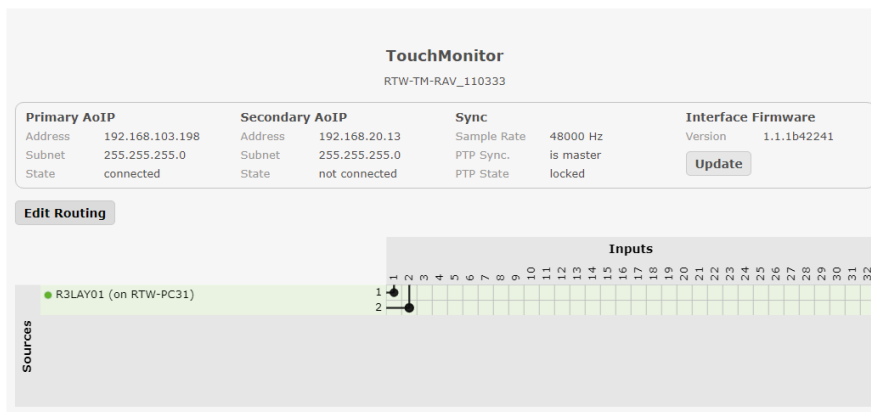 TouchMonitor
RTW-TM-RAV_110333
Primary AoIP
Address 192.168.103.198
Subnet 255.255.255.0
State connected
Secondary AoIP
Address 192.168.20.13
Subnet 255.255.255.0
State not connected
Sync
Sample Rate 48000 Hz
PTP Sync. is master
PTP State locked
Interface Firmware
Version 1.1.1b42241
Update
Edit Routing
Inputs
1 2 3 4 5 6 7 8 9 10 11 12 13 14 15 16 17 18 19 20 21 22 23 24 25 26 27 28 29 30 31 32
Sources
R3LAY01 (on RTW-PC31) 1
2